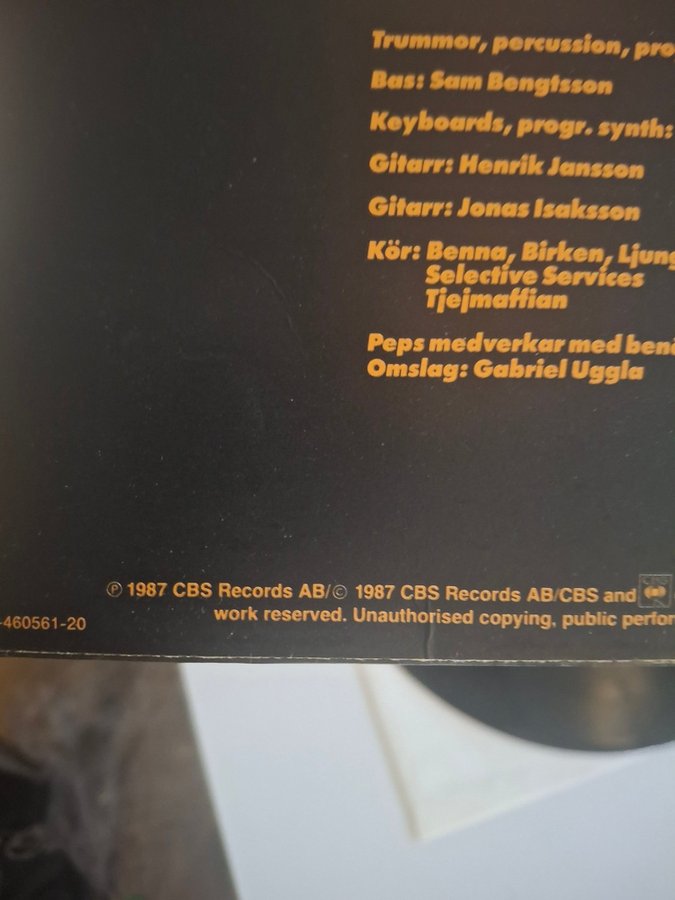 Trummor, percussion, pro
Bas: Sam Bengtsson
Keyboards, progr. synth:
Gitarr: Henrik Jansson
Gitarr: Jonas Isaksson
Kör: Benna, Birken, Ljung
Selective Services
Tjejmaffian
Peps medverkar med benä
Omslag: Gabriel Uggla
Ⓟ 1987 CBS Records AB/© 1987 CBS Records AB/CBS and CBS
-460561-20 work reserved. Unauthorised copying, public perfor